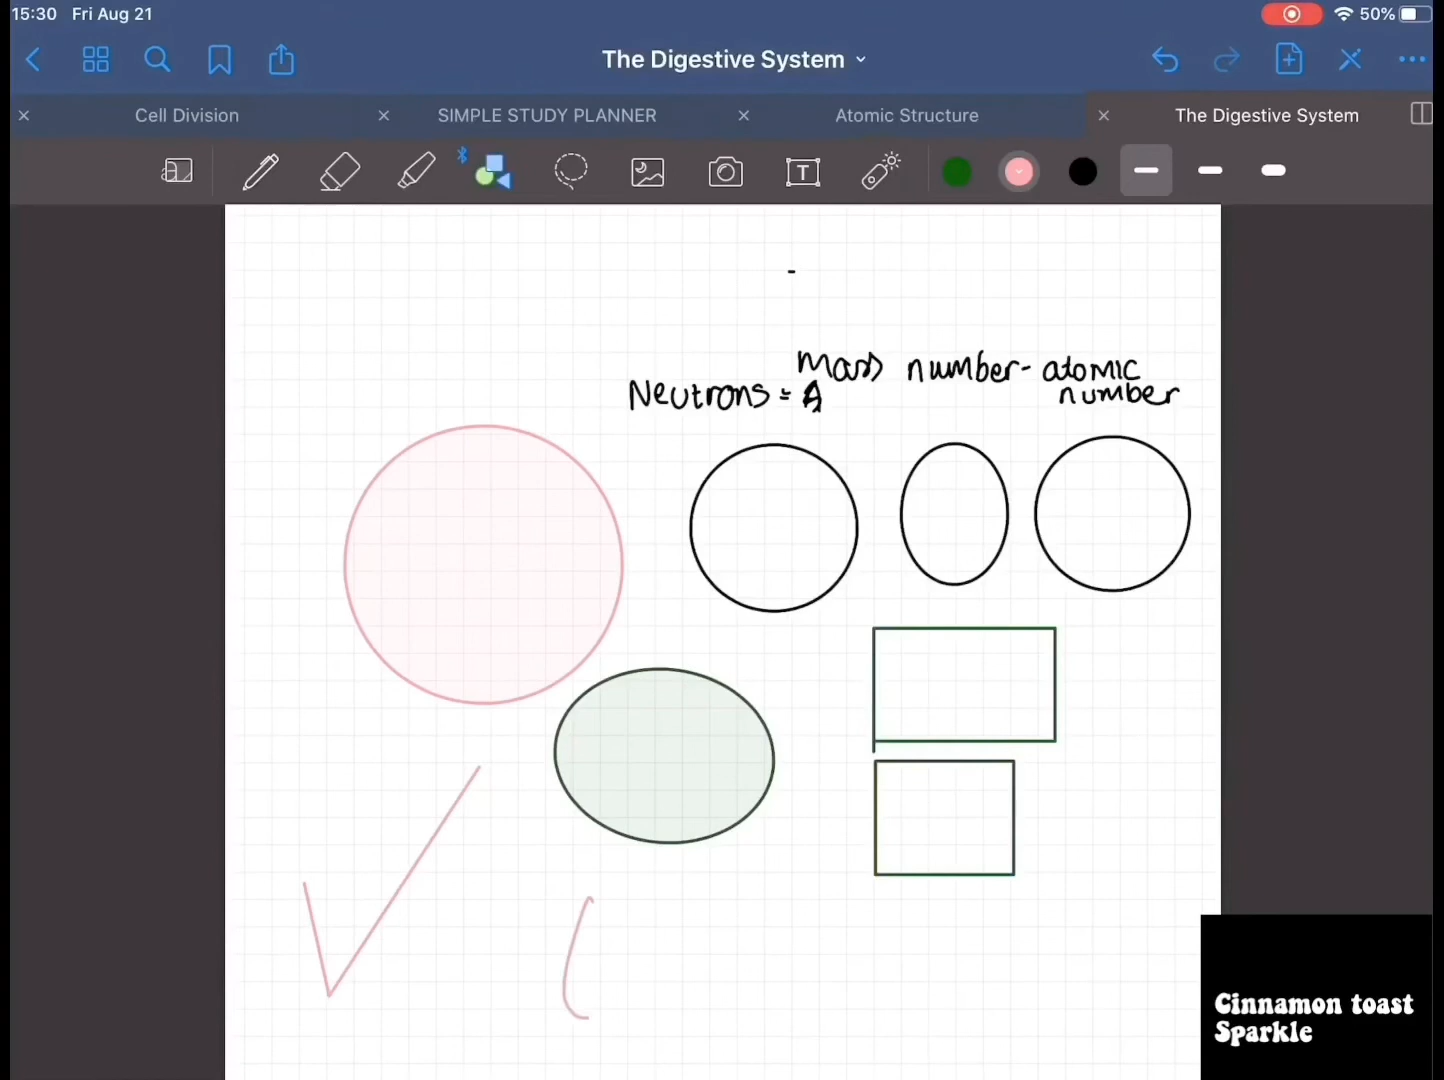 15:30 Fri Aug 21
50%
The Digestive System
Cell Division
SIMPLE STUDY PLANNER
Atomic Structure
The Digestive System
T
Mass number - atomic
Neutrons = A number
Cinnamon toast
Sparkle